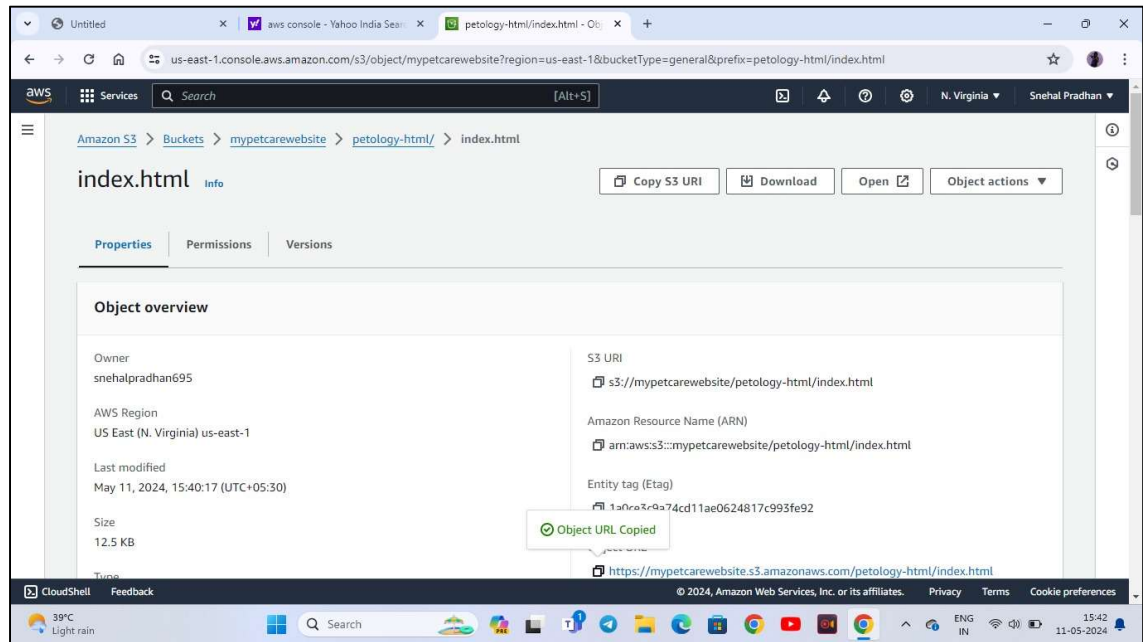 Untitled
aws console - Yahoo India Sear
petology-html/index.html - Obj
us-east-1.console.aws.amazon.com/s3/object/mypetcarewebsite?region=us-east-1&bucketType=general&prefix=petology-html/index.html
aws Services Search [Alt+S] N. Virginia Snehal Pradhan
Amazon S3 > Buckets > mypetcarewebsite > petology-html/ > index.html
index.html Info
Copy S3 URI Download Open Object actions
Properties Permissions Versions
Object overview
Owner
snehalpradhan695
AWS Region
US East (N. Virginia) us-east-1
Last modified
May 11, 2024, 15:40:17 (UTC+05:30)
Size
12.5 KB
Type
S3 URI
s3://mypetcarewebsite/petology-html/index.html
Amazon Resource Name (ARN)
arn:aws:s3:::mypetcarewebsite/petology-html/index.html
Entity tag (Etag)
1a0ce3c9a74cd11ae0624817c993fe92
Object URL Copied
https://mypetcarewebsite.s3.amazonaws.com/petology-html/index.html
CloudShell Feedback © 2024, Amazon Web Services, Inc. or its affiliates. Privacy Terms Cookie preferences
39°C
Light rain
Search
ENG
IN
15:42
11-05-2024